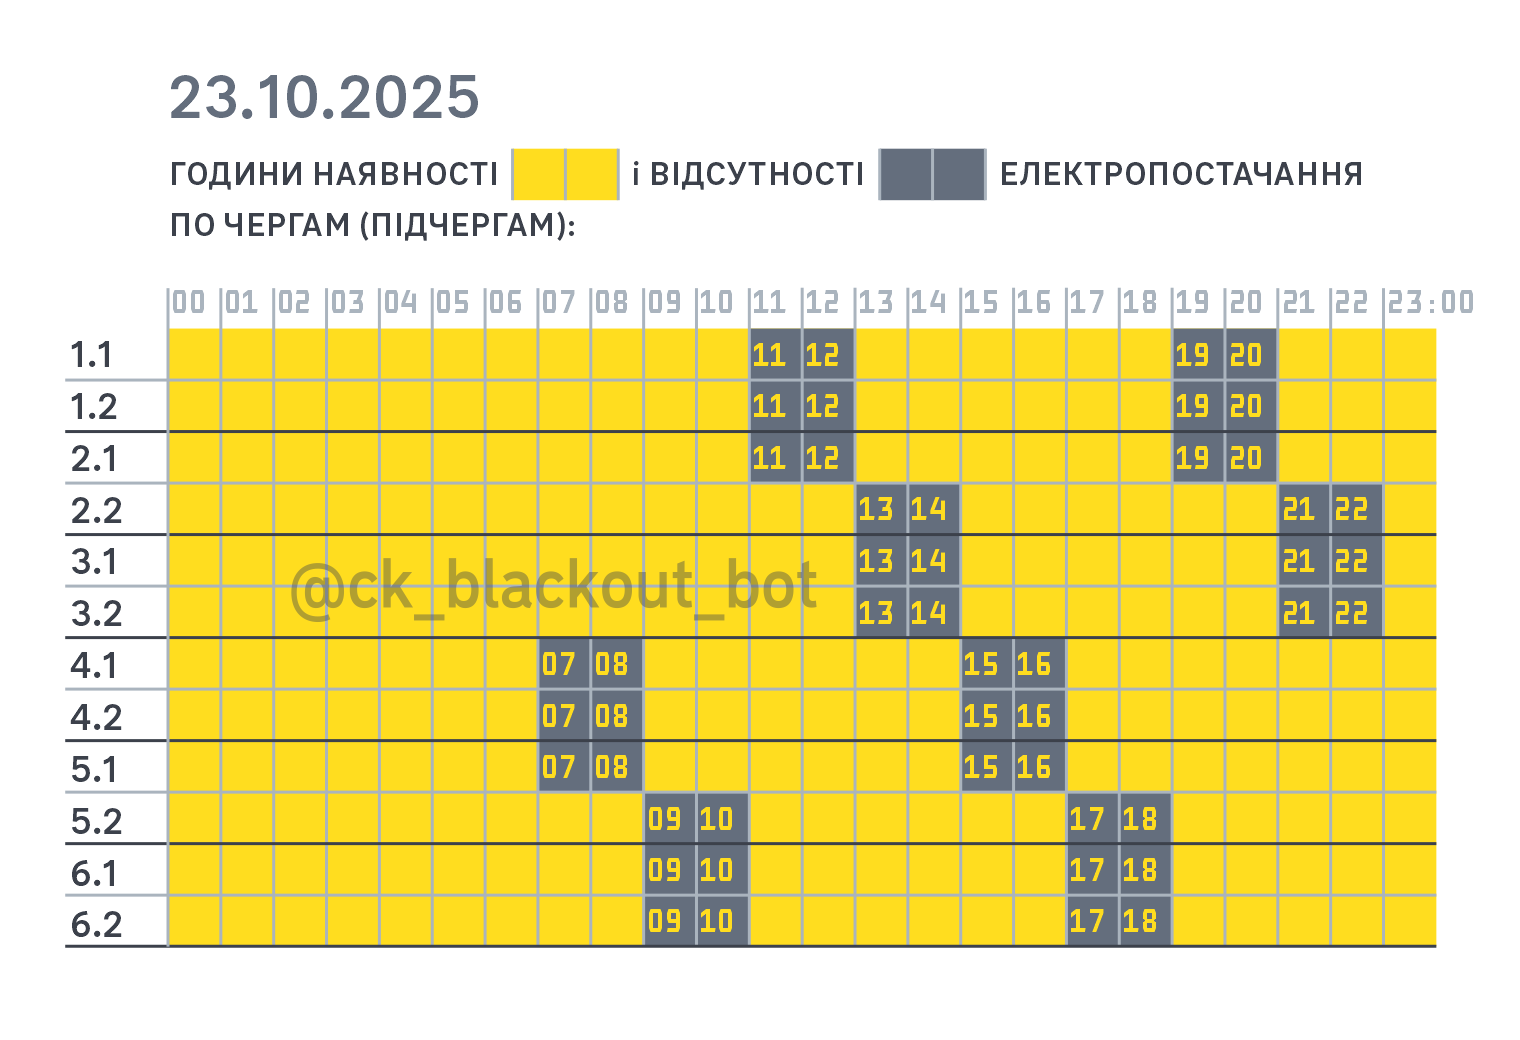 23.10.2025
ГОДИНИ НАЯВНОСТІ і ВІДСУТНОСТІ ЕЛЕКТРОПОСТАЧАННЯ
ПО ЧЕРГАМ (ПІДЧЕРГАМ):
00 01 02 03 04 05 06 07 08 09 10 11 12 13 14 15 16 17 18 19 20 21 22 23:00
1.1 11 12 19 20
1.2 11 12 19 20
2.1 11 12 19 20
2.2 13 14 21 22
3.1 13 14 21 22
@ck_blackout_bot
3.2 13 14 21 22
4.1 07 08 15 16
4.2 07 08 15 16
5.1 07 08 15 16
5.2 09 10 17 18
6.1 09 10 17 18
6.2 09 10 17 18